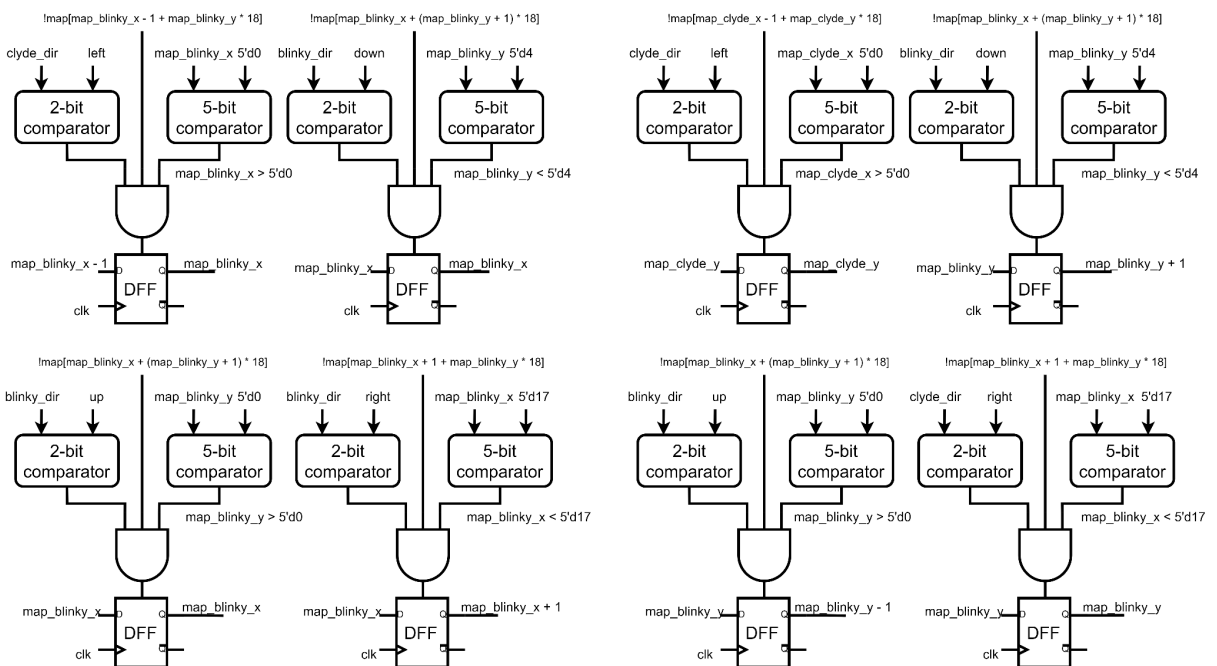 !map[map_blinky_x - 1 + map_blinky_y * 18]
!map[map_blinky_x + (map_blinky_y + 1) * 18]
!map[map_clyde_x - 1 + map_clyde_y * 18]
!map[map_blinky_x + (map_blinky_y + 1) * 18]
clyde_dir left map_blinky_x 5'd0 blinky_dir down map_blinky_y 5'd4
clyde_dir left map_clyde_x 5'd0 blinky_dir down map_blinky_y 5'd4
2-bit comparator
5-bit comparator
2-bit comparator
5-bit comparator
2-bit comparator
5-bit comparator
2-bit comparator
5-bit comparator
map_blinky_x > 5'd0
map_blinky_y < 5'd4
map_clyde_x > 5'd0
map_blinky_y < 5'd4
map_blinky_x - 1 D Q map_blinky_x
DFF
clk Q
map_blinky_x D Q map_blinky_x
DFF
clk Q
map_clyde_y D Q map_clyde_y
DFF
clk Q
map_blinky_y D Q map_blinky_y + 1
DFF
clk Q
!map[map_blinky_x + (map_blinky_y + 1) * 18]
!map[map_blinky_x + 1 + map_blinky_y * 18]
!map[map_blinky_x + (map_blinky_y + 1) * 18]
!map[map_blinky_x + 1 + map_blinky_y * 18]
blinky_dir up map_blinky_y 5'd0 blinky_dir right map_blinky_x 5'd17
blinky_dir up map_blinky_y 5'd0 clyde_dir right map_blinky_x 5'd17
2-bit comparator
5-bit comparator
2-bit comparator
5-bit comparator
2-bit comparator
5-bit comparator
2-bit comparator
5-bit comparator
map_blinky_y > 5'd0
map_blinky_x < 5'd17
map_blinky_y > 5'd0
map_blinky_x < 5'd17
map_blinky_x D Q map_blinky_x
DFF
clk Q
map_blinky_x D Q map_blinky_x + 1
DFF
clk Q
map_blinky_y D Q map_blinky_y - 1
DFF
clk Q
map_blinky_y D Q map_blinky_y
DFF
clk Q